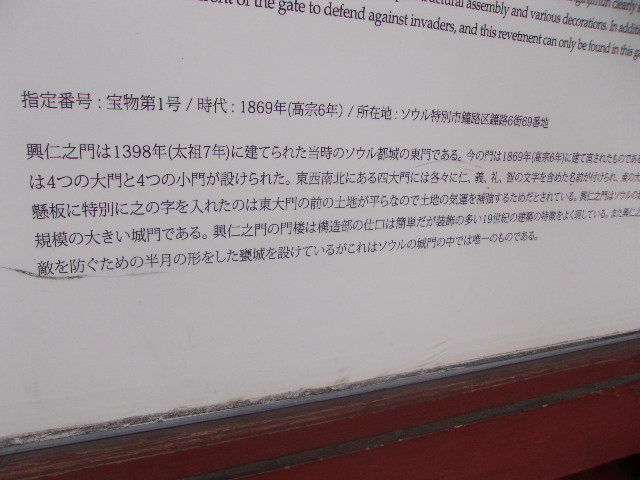 ructural assembly and various decorations. In addition
of the gate to defend against invaders, and this revetment can only be found in this ga
指定番号 : 宝物第1号 / 時代 : 1869年(高宗6年) / 所在地 : ソウル特別市鐘路区鐘路6街69番地
興仁之門は1398年(太祖7年)に建てられた当時のソウル都城の東門である。今の門は1869年(高宗6年)に建て直されたものである
は4つの大門と4つの小門が設けられた。東西南北にある四大門には各々に仁、義、礼、智の文字を含めた名前が付けられ、東の大
懸板に特別に之の字を入れたのは東大門の前の土地が平らなので土地の気運を補強するためだとされている。興仁之門はソウルの
規模の大きい城門である。興仁之門の門楼は構造部の仕口は簡単だが装飾の多い19世紀の建築の特徴をよく現している。また興仁之
敵を防ぐための半月の形をした甕城を設けているがこれはソウルの城門の中では唯一のものである。